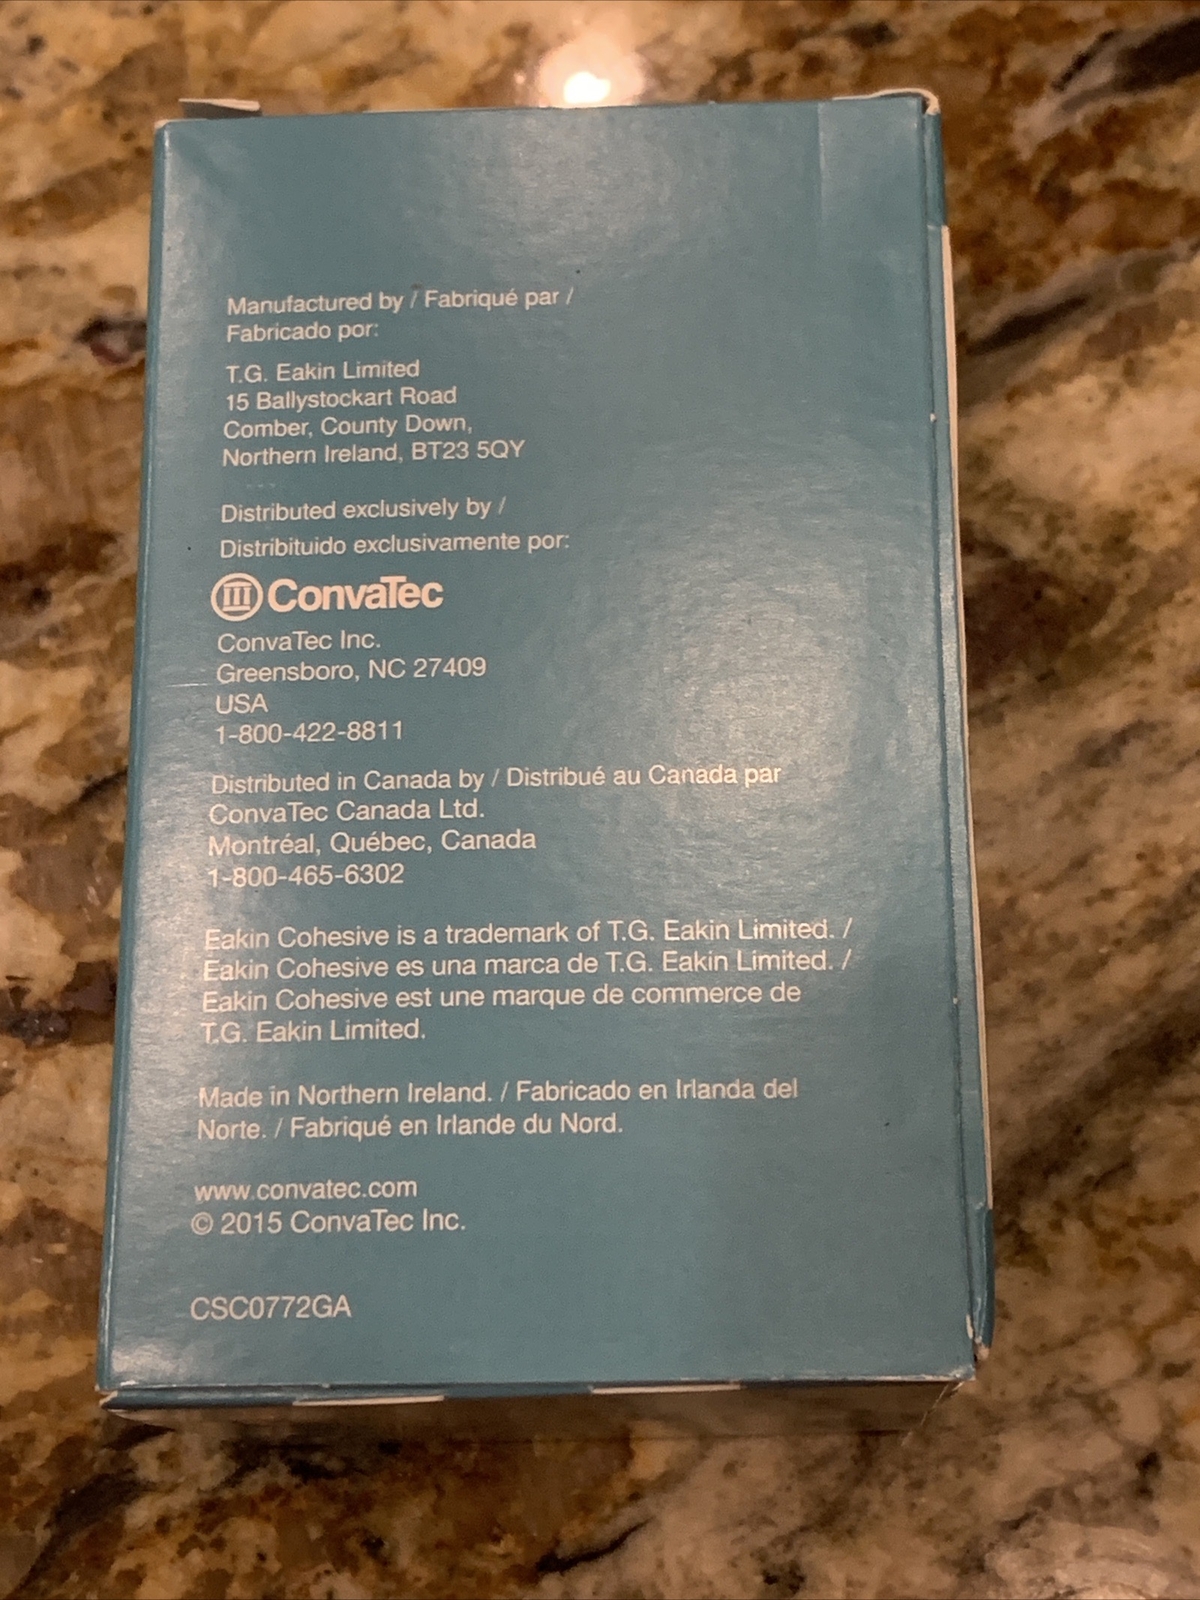 Manufactured by / Fabriqué par /
Fabricado por:
T.G. Eakin Limited
15 Ballystockart Road
Comber, County Down,
Northern Ireland, BT23 5QY
Distributed exclusively by /
Distribituido exclusivamente por:
ConvaTec
ConvaTec Inc.
Greensboro, NC 27409
USA
1-800-422-8811
Distributed in Canada by / Distribué au Canada par
ConvaTec Canada Ltd.
Montréal, Québec, Canada
1-800-465-6302
Eakin Cohesive is a trademark of T.G. Eakin Limited. /
Eakin Cohesive es una marca de T.G. Eakin Limited. /
Eakin Cohesive est une marque de commerce de
T.G. Eakin Limited.
Made in Northern Ireland. / Fabricado en Irlanda del
Norte. / Fabriqué en Irlande du Nord.
www.convatec.com
© 2015 ConvaTec Inc.
CSC0772GA